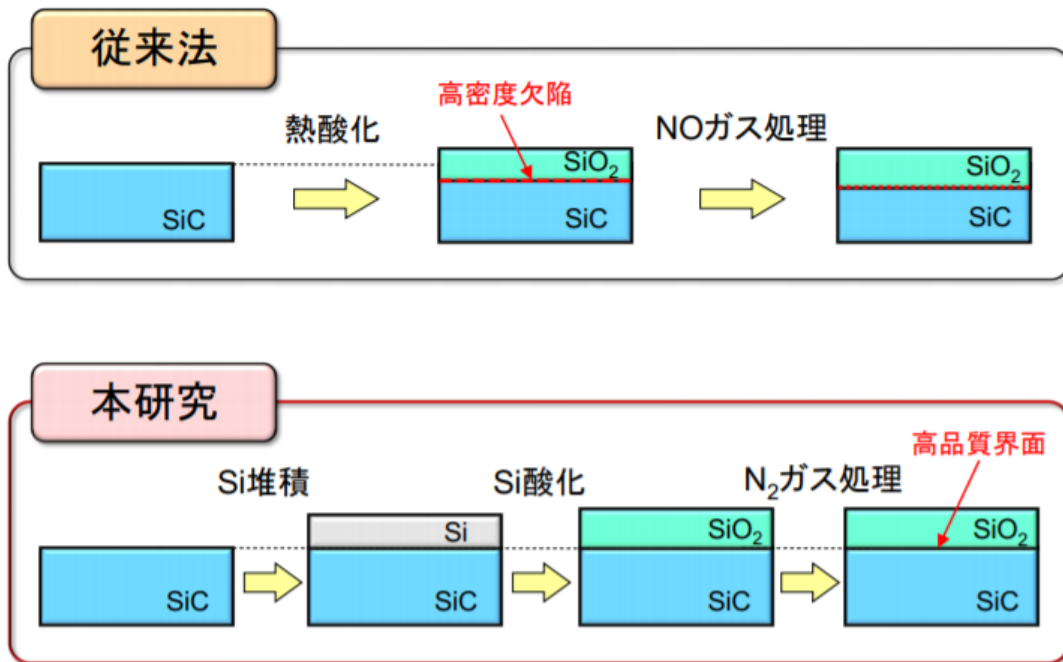 従来法
高密度欠陥
熱酸化
NOガス処理
SiC
SiO₂
SiC
SiO₂
SiC
本研究
高品質界面
Si堆積
Si酸化
N₂ガス処理
SiC
Si
SiC
SiO₂
SiC
SiO₂
SiC